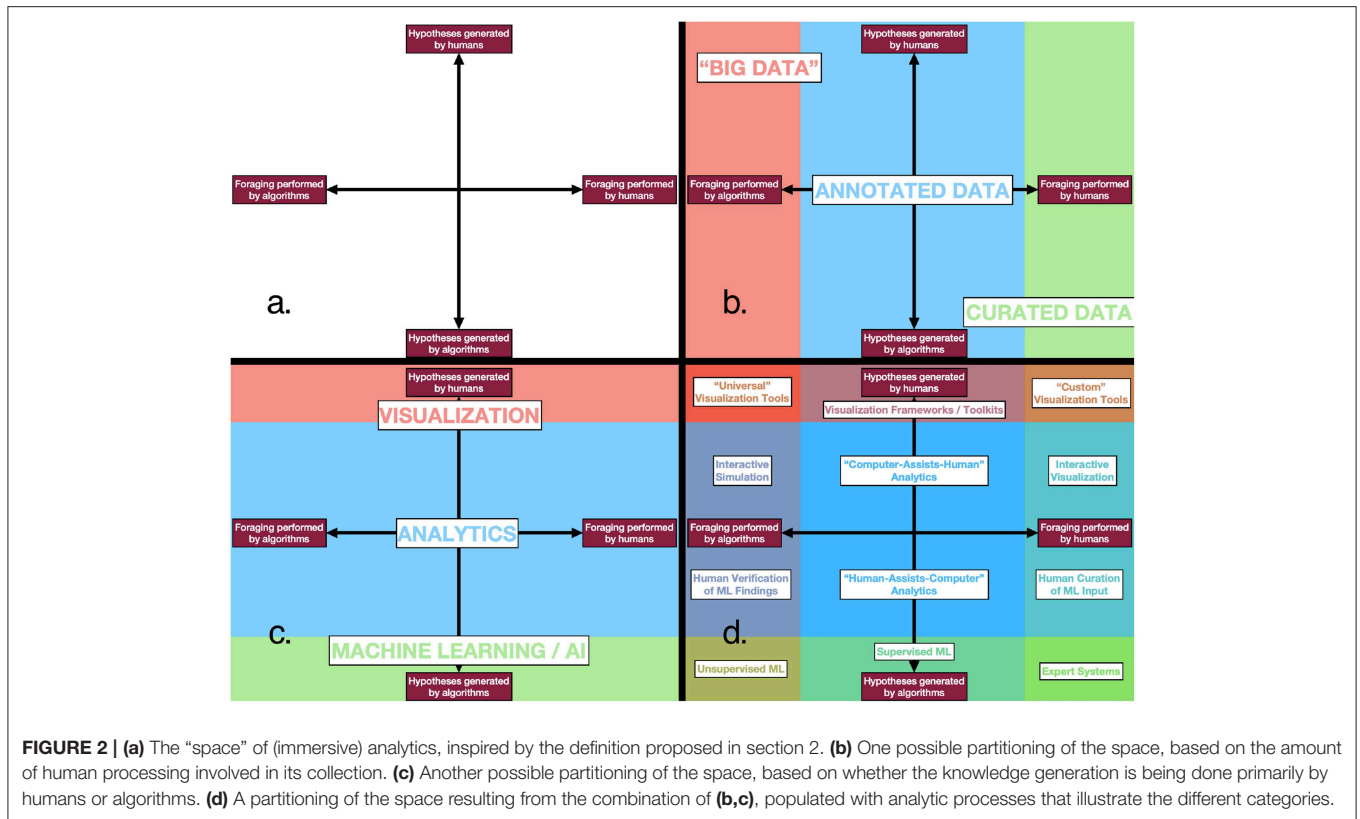 Hypotheses generated
by humans
Foraging performed
by algorithms
Foraging performed
by humans
a.
Hypotheses generated
by algorithms
"BIG DATA"
Hypotheses generated
by humans
Foraging performed
by algorithms
ANNOTATED DATA
Foraging performed
by humans
b.
CURATED DATA
Hypotheses generated
by algorithms
Hypotheses generated
by humans
VISUALIZATION
Foraging performed
by algorithms
ANALYTICS
Foraging performed
by humans
c.
MACHINE LEARNING / AI
Hypotheses generated
by algorithms
"Universal"
Visualization Tools
Hypotheses generated
by humans
Visualization Frameworks / Toolkits
"Custom"
Visualization Tools
Interactive
Simulation
"Computer-Assists-Human"
Analytics
Interactive
Visualization
Foraging performed
by algorithms
Foraging performed
by humans
Human Verification
of ML Findings
"Human-Assists-Computer"
Analytics
Human Curation
of ML Input
d.
Unsupervised ML
Supervised ML
Expert Systems
Hypotheses generated
by algorithms
FIGURE 2 | (a) The “space” of (immersive) analytics, inspired by the definition proposed in section 2. (b) One possible partitioning of the space, based on the amount
of human processing involved in its collection. (c) Another possible partitioning of the space, based on whether the knowledge generation is being done primarily by
humans or algorithms. (d) A partitioning of the space resulting from the combination of (b,c), populated with analytic processes that illustrate the different categories.